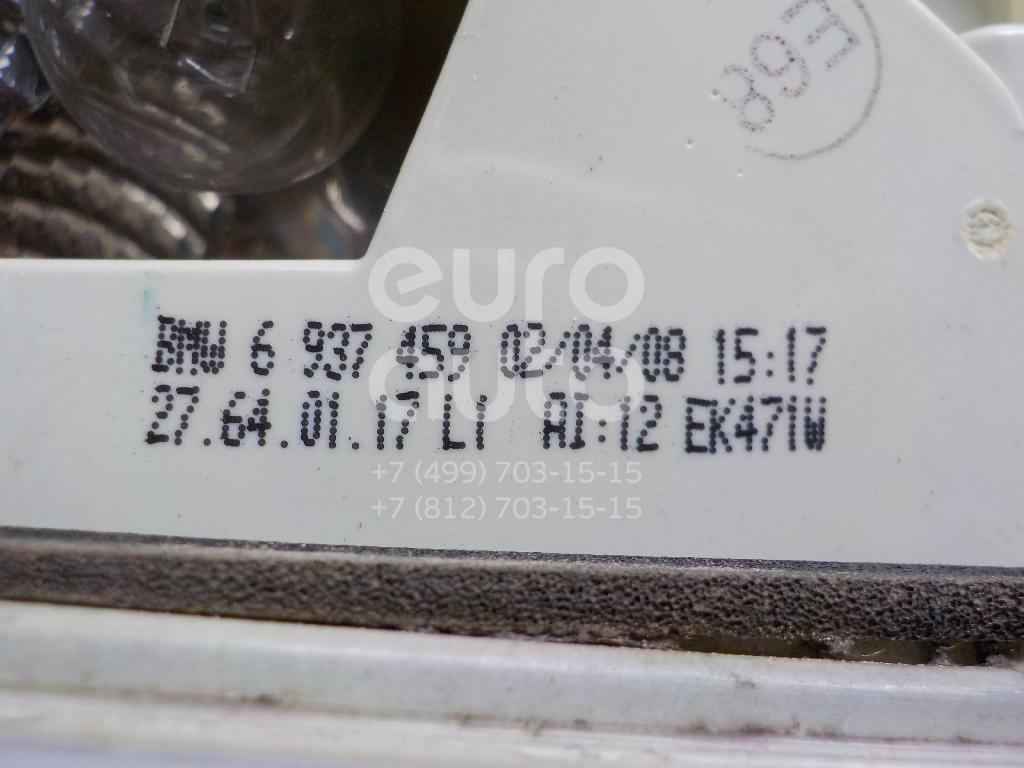 E68
euro
auto
BMW 6 937 459 02/04/08 15:17
27.64.01.17 LI AI:12 EK471W
+7 (499) 703-15-15
+7 (812) 703-15-15